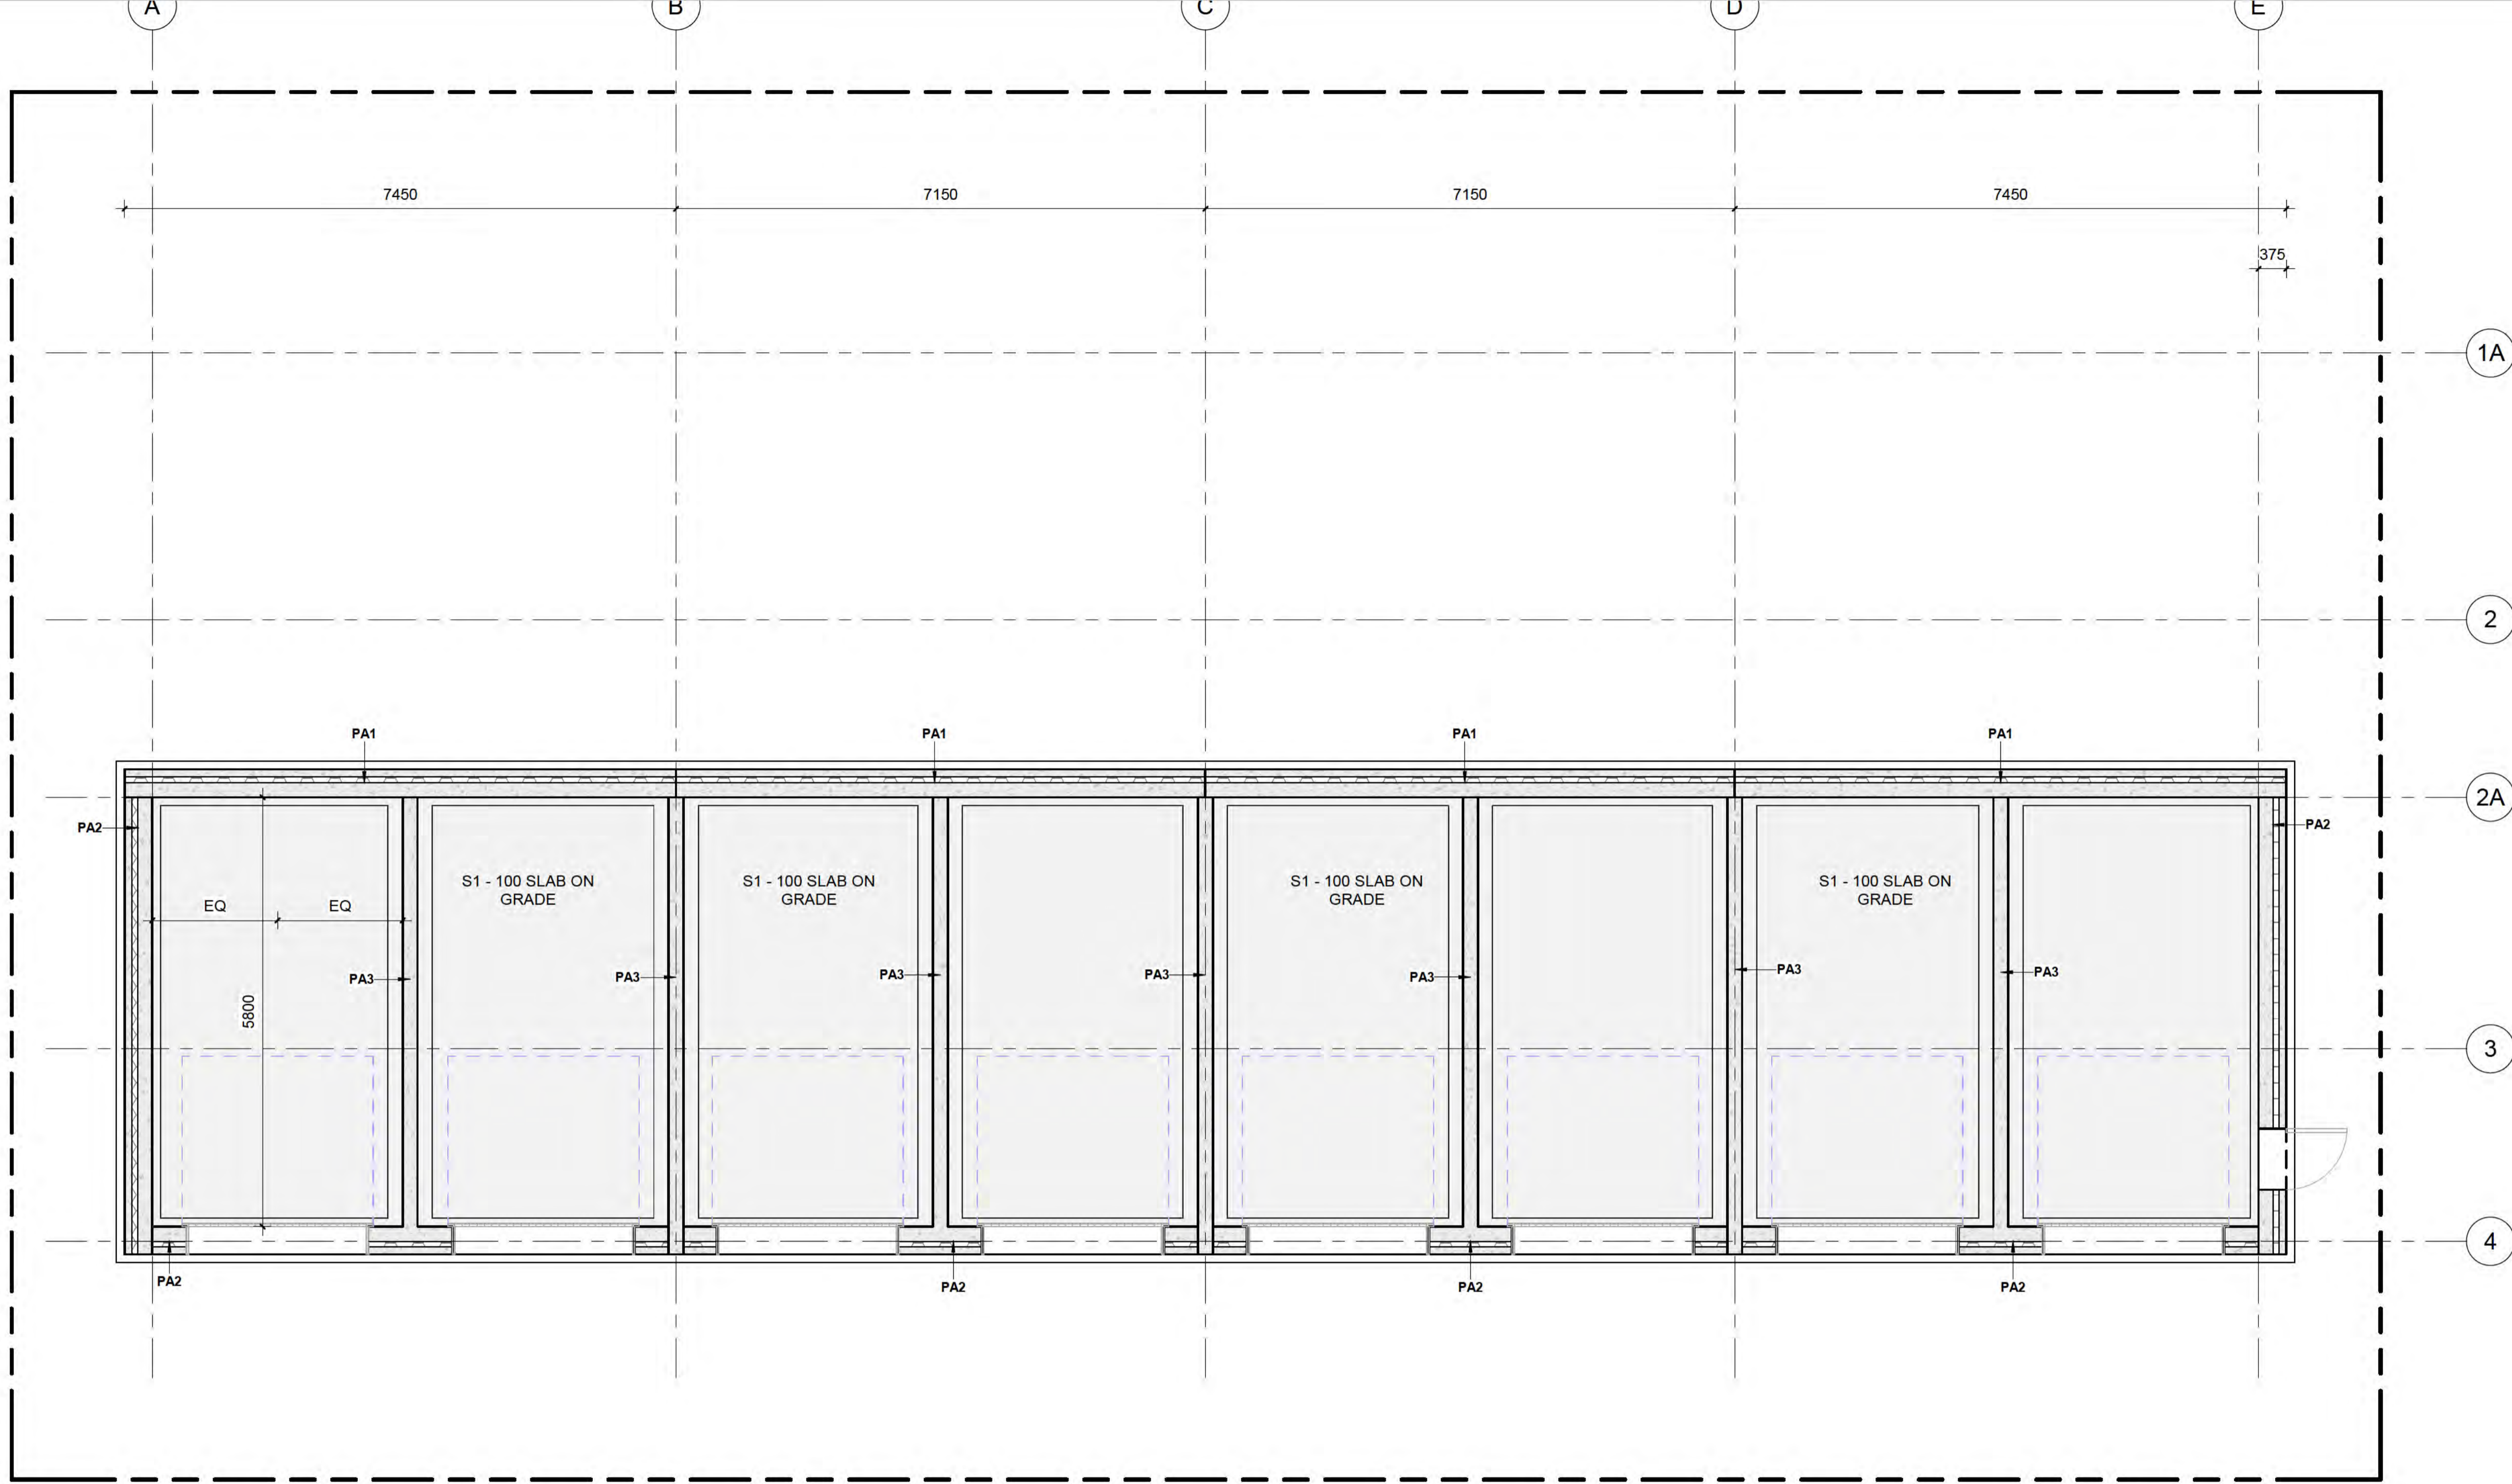 A B C D E
7450 7150 7150 7450
375
1A
2
PA1 PA1 PA1 PA1
2A
PA2 PA2
S1 - 100 SLAB ON
GRADE
S1 - 100 SLAB ON
GRADE
S1 - 100 SLAB ON
GRADE
S1 - 100 SLAB ON
GRADE
EQ EQ
PA3 PA3 PA3 PA3 PA3 PA3 PA3
5800
3
4
PA2 PA2 PA2 PA2